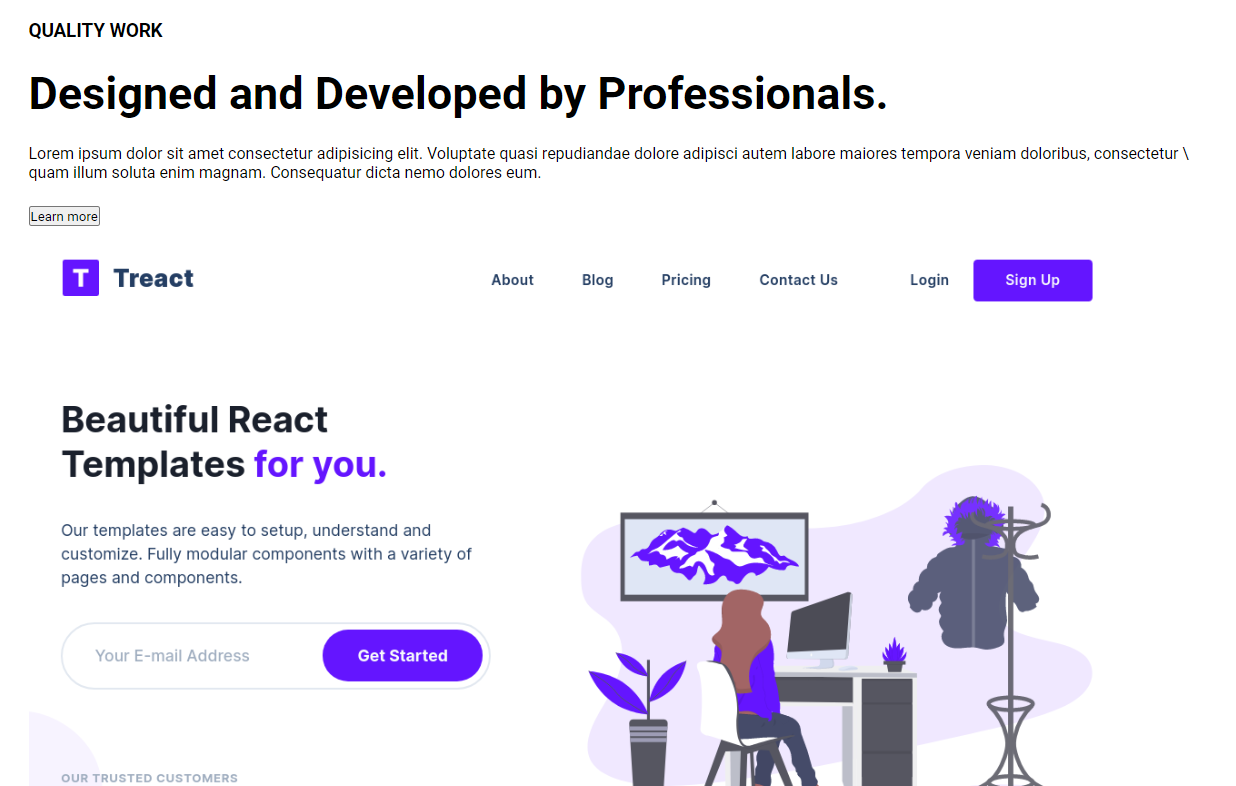 QUALITY WORK
Designed and Developed by Professionals.
Lorem ipsum dolor sit amet consectetur adipisicing elit. Voluptate quasi repudiandae dolore adipisci autem labore maiores tempora veniam doloribus, consectetur \
quam illum soluta enim magnam. Consequatur dicta nemo dolores eum.
Learn more
T Treact About Blog Pricing Contact Us Login Sign Up
Beautiful React
Templates for you.
Our templates are easy to setup, understand and
customize. Fully modular components with a variety of
pages and components.
Your E-mail Address Get Started
OUR TRUSTED CUSTOMERS